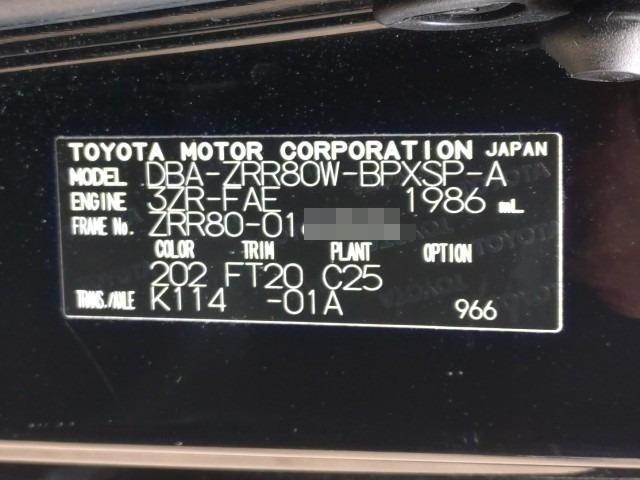 TOYOTA MOTOR CORPORATION JAPAN
MODEL DBA-ZRR80W-BPXSP-A
ENGINE 3ZR-FAE 1986 mL
FRAME No. ZRR80-01
COLOR TRIM PLANT OPTION
202 FT20 C25
TRANS./AXLE K114 -01A 966